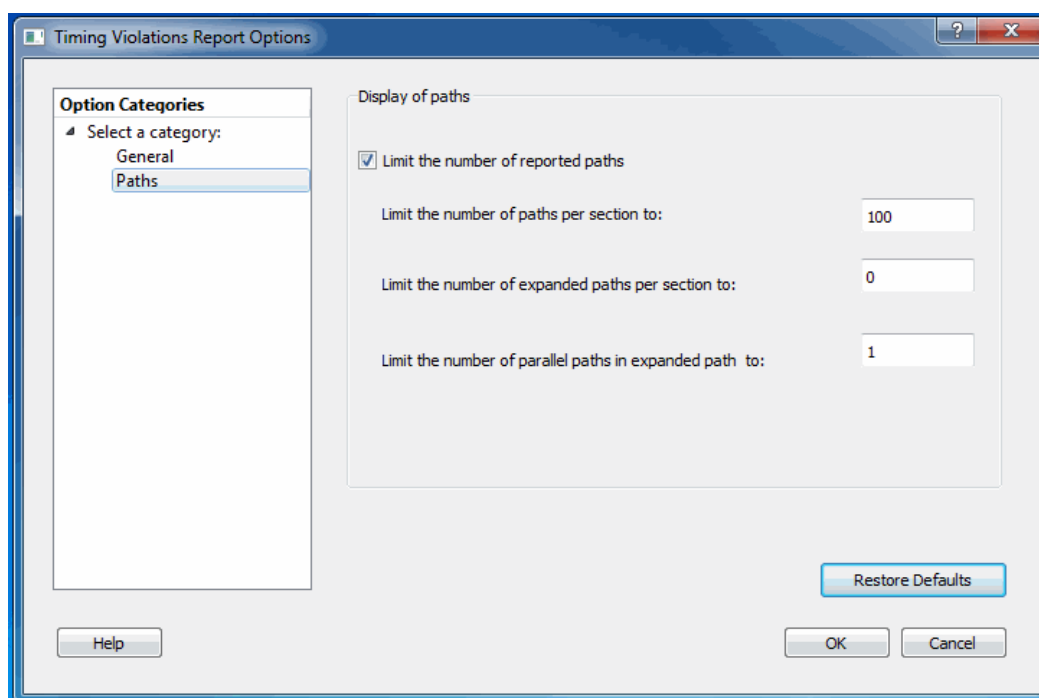 Timing Violations Report Options
?
X
Option Categories
Select a category:
General
Paths
Display of paths
Limit the number of reported paths
Limit the number of paths per section to:
100
Limit the number of expanded paths per section to:
0
Limit the number of parallel paths in expanded path  to:
1
Restore Defaults
Help
OK
Cancel